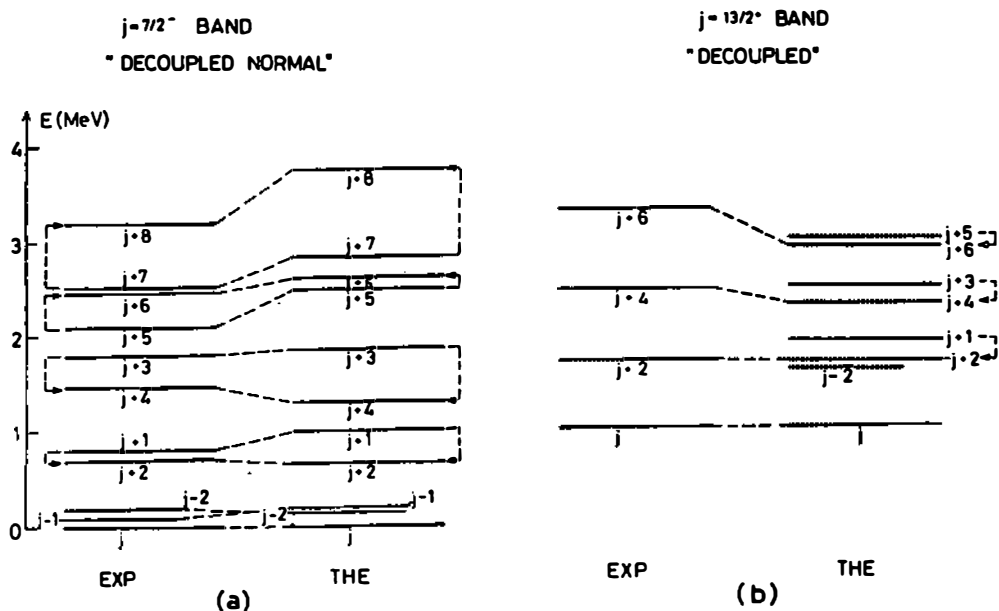 j=7/2⁻ BAND
"DECOUPLED NORMAL"
E (MeV)
4
3
2
1
0
j+8
j+7
j+6
j+5
j+3
j+4
j+1
j+2
j-2
j-1
j
j+8
j+7
j+6
j+5
j+3
j+4
j+1
j+2
j-1
j-2
j
EXP
THE
(a)
j=13/2⁺ BAND
"DECOUPLED"
j+6
j+4
j+2
j
j+5
j+6
j+3
j+4
j+1
j+2
j-2
j
EXP
THE
(b)